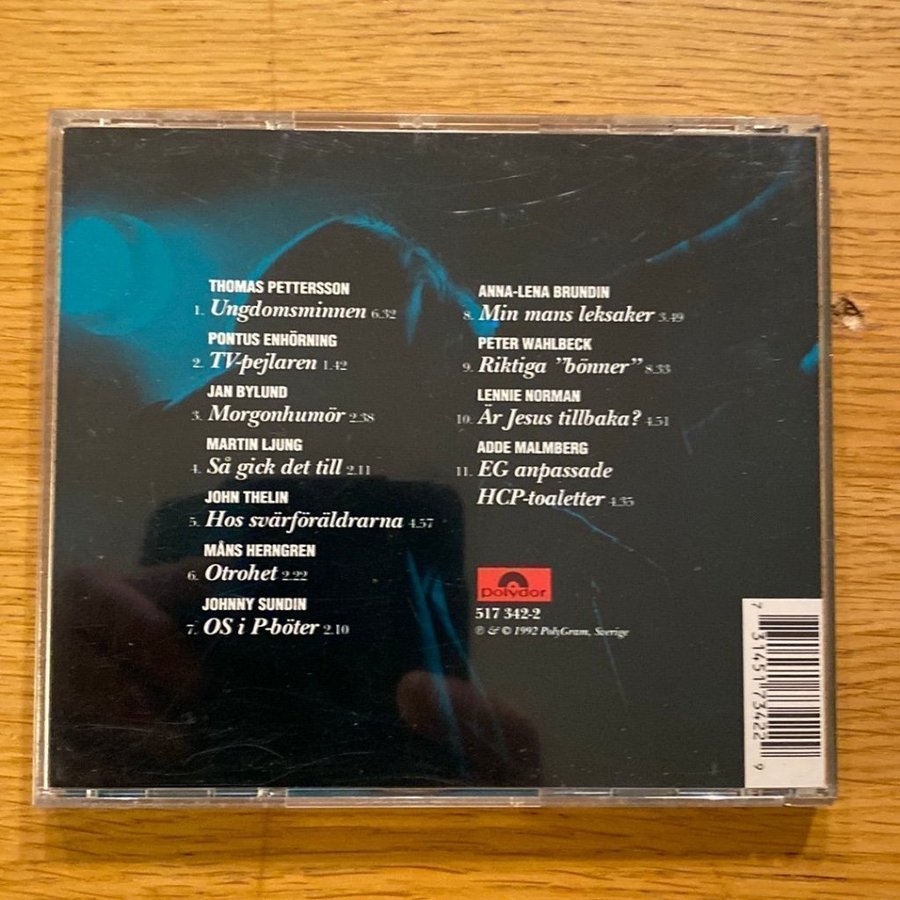 THOMAS PETTERSSON
1. Ungdomsminnen 6.32
PONTUS ENHÖRNING
2. TV-pejlaren 1.42
JAN BYLUND
3. Morgonhumör 2.38
MARTIN LJUNG
4. Så gick det till 2.11
JOHN THELIN
5. Hos svärföräldrarna 4.57
MÅNS HERNGREN
6. Otrohet 2.22
JOHNNY SUNDIN
7. OS i P-böter 2.10
ANNA-LENA BRUNDIN
8. Min mans leksaker 3.49
PETER WAHLBECK
9. Riktiga ”bönner” 8.33
LENNIE NORMAN
10. Är Jesus tillbaka? 4.51
ADDE MALMBERG
11. EG anpassade
HCP-toaletter 4.35
polydor
517 342-2
℗ & © 1992 PolyGram, Sverige
7 31451 73422 9